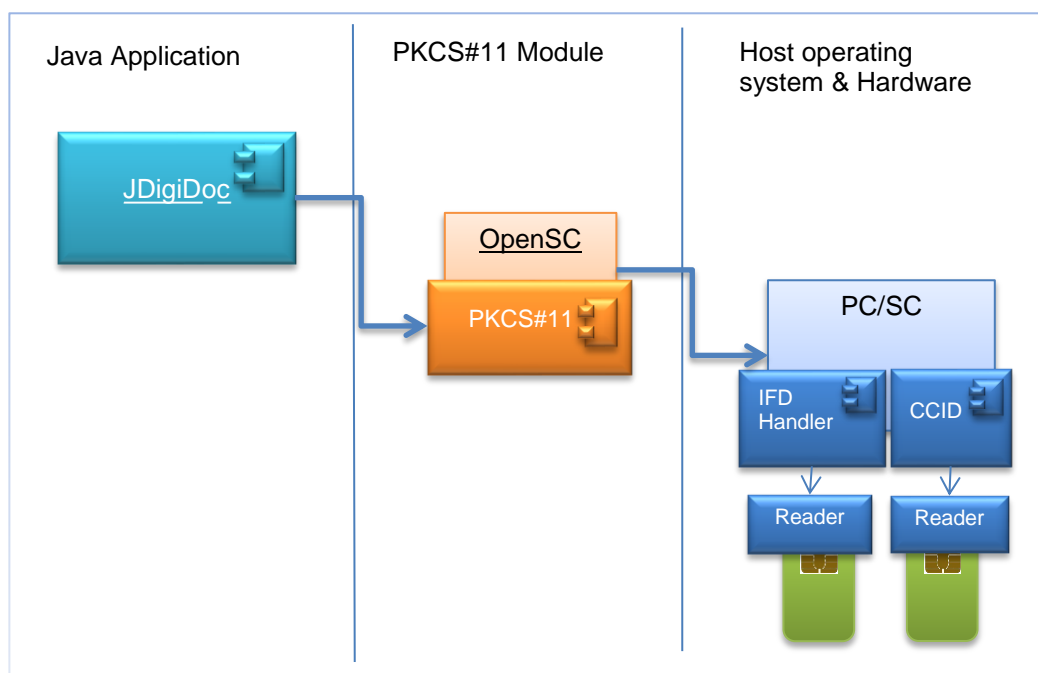 Java Application
PKCS#11 Module
Host operating
system & Hardware
JDigiDoc
OpenSC
PKCS#11
PC/SC
IFD
Handler
CCID
Reader
Reader